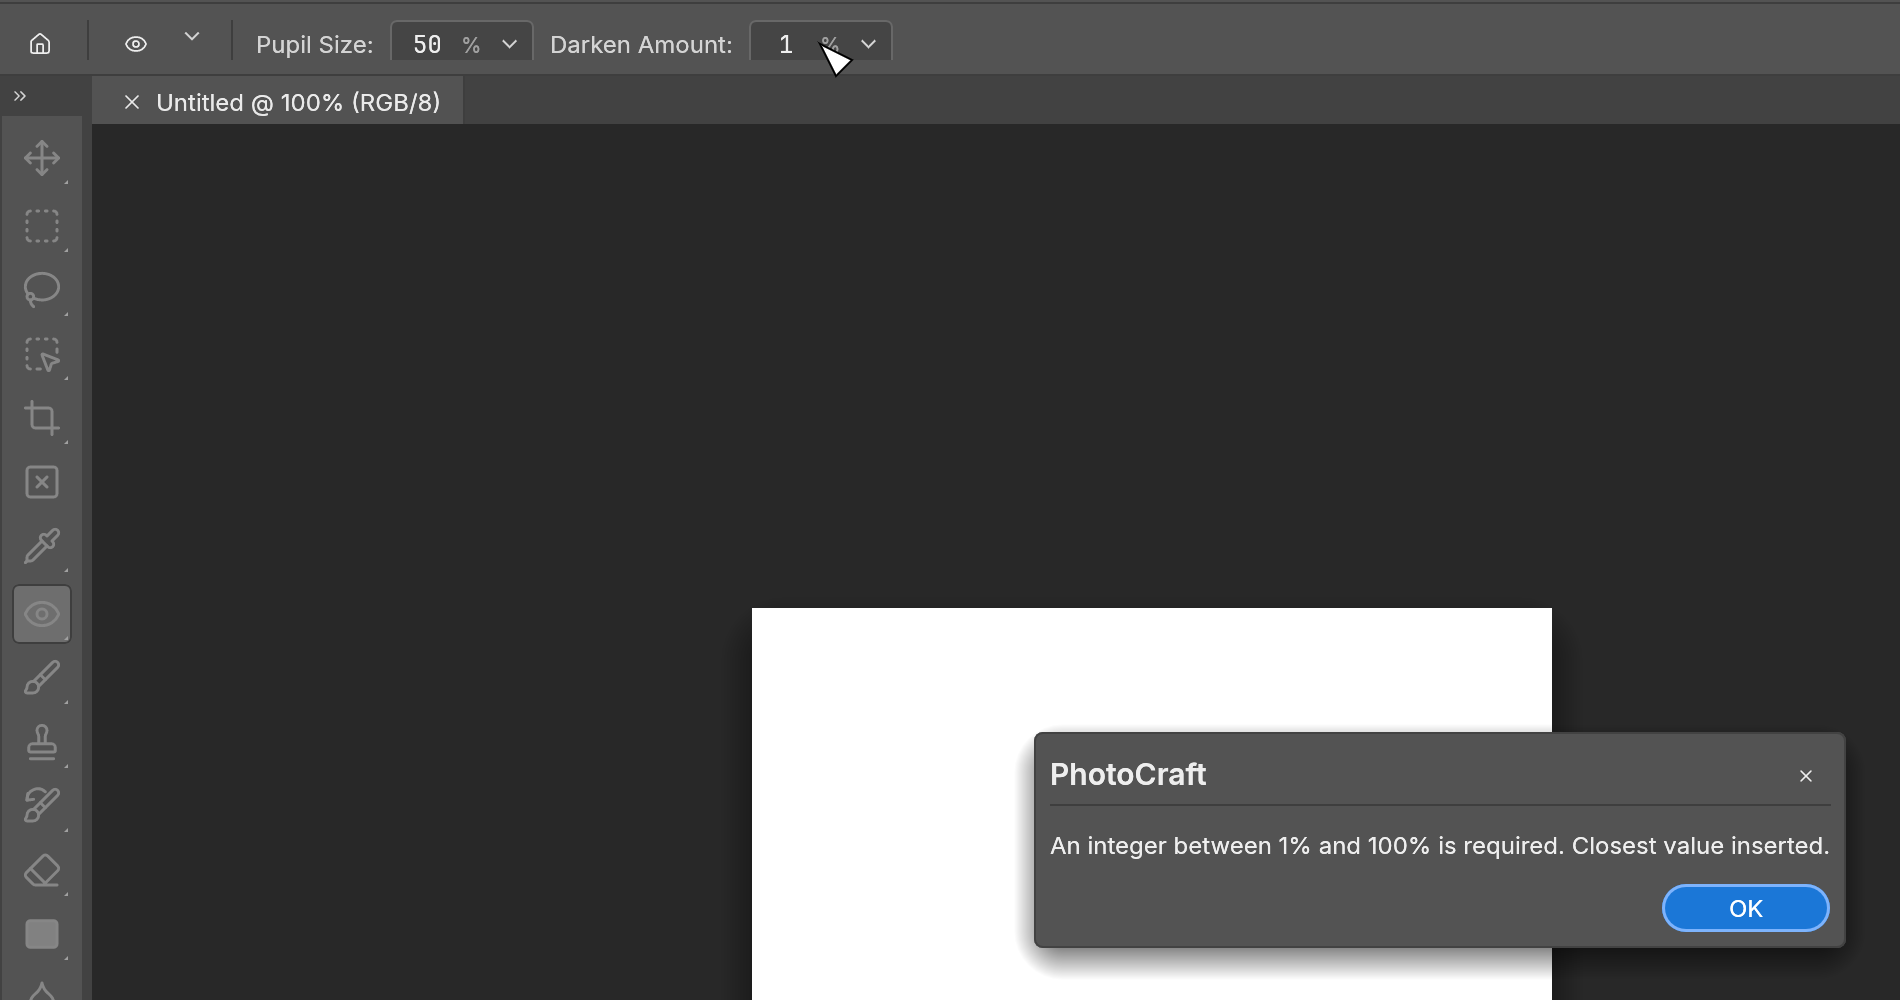 Pupil Size: 50 % Darken Amount: 1 %
Untitled @ 100% (RGB/8)
PhotoCraft
An integer between 1% and 100% is required. Closest value inserted.
OK